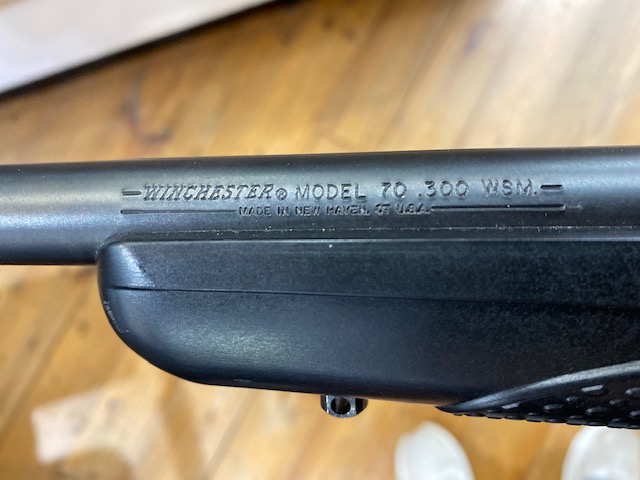 WINCHESTER® MODEL 70 .300 WSM.
MADE IN NEW HAVEN, CT U.S.A.